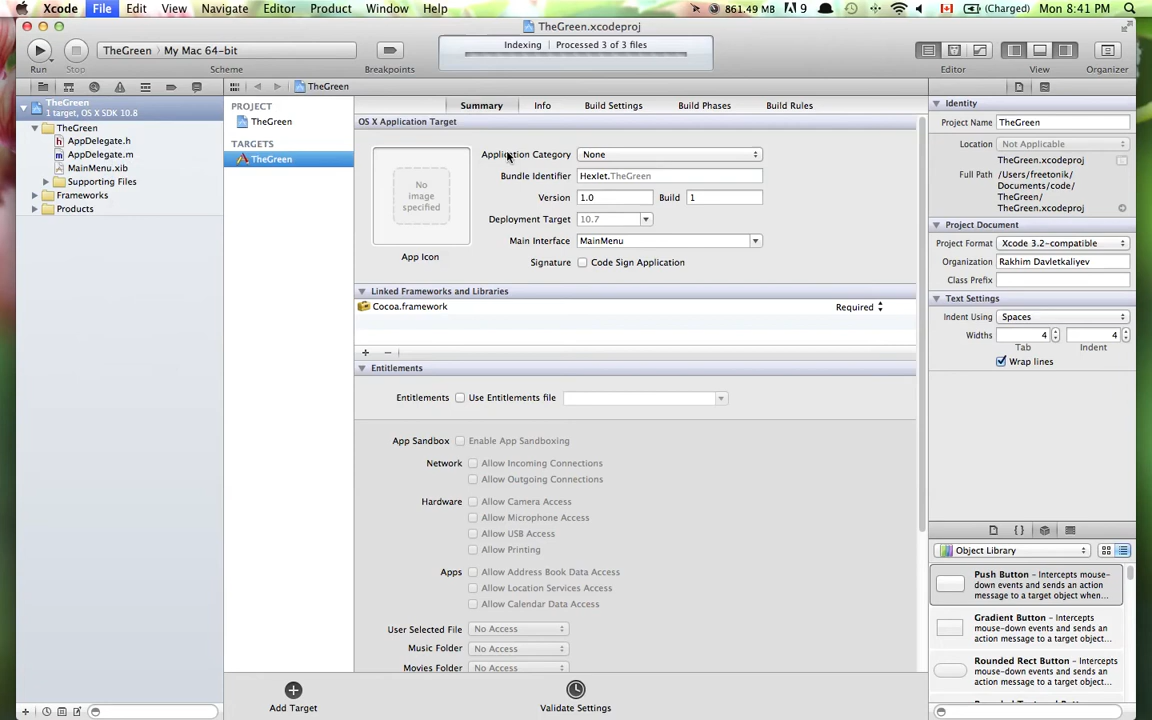 Xcode File Edit View Navigate Editor Product Window Help 861.49 MB 9 (Charged) Mon 8:41 PM
TheGreen.xcodeproj
TheGreen My Mac 64-bit
Indexing Processed 3 of 3 files
Run Stop Scheme Breakpoints Editor View Organizer
TheGreen
1 target, OS X SDK 10.8
TheGreen
AppDelegate.h
AppDelegate.m
MainMenu.xib
Supporting Files
Frameworks
Products
TheGreen
PROJECT
TheGreen
TARGETS
TheGreen
Summary Info Build Settings Build Phases Build Rules
OS X Application Target
No
image
specified
App Icon
Application Category None
Bundle Identifier Hexlet.TheGreen
Version 1.0 Build 1
Deployment Target 10.7
Main Interface MainMenu
Signature Code Sign Application
Linked Frameworks and Libraries
Cocoa.framework Required
Entitlements
Entitlements Use Entitlements file
App Sandbox Enable App Sandboxing
Network Allow Incoming Connections
Allow Outgoing Connections
Hardware Allow Camera Access
Allow Microphone Access
Allow USB Access
Allow Printing
Apps Allow Address Book Data Access
Allow Location Services Access
Allow Calendar Data Access
User Selected File No Access
Music Folder No Access
Movies Folder No Access
Add Target Validate Settings
Identity
Project Name TheGreen
Location Not Applicable
TheGreen.xcodeproj
Full Path /Users/freetonik/
Documents/code/
TheGreen/
TheGreen.xcodeproj
Project Document
Project Format Xcode 3.2-compatible
Organization Rakhim Davletkaliyev
Class Prefix
Text Settings
Indent Using Spaces
Widths 4 4
Tab Indent
Wrap lines
{}
Object Library
Push Button – Intercepts mouse-
down events and sends an
action message to a target object when...
Gradient Button – Intercepts
mouse-down events and sends an
action message to a target object...
Rounded Rect Button – Intercepts
mouse-down events and sends an
action message to a target object...